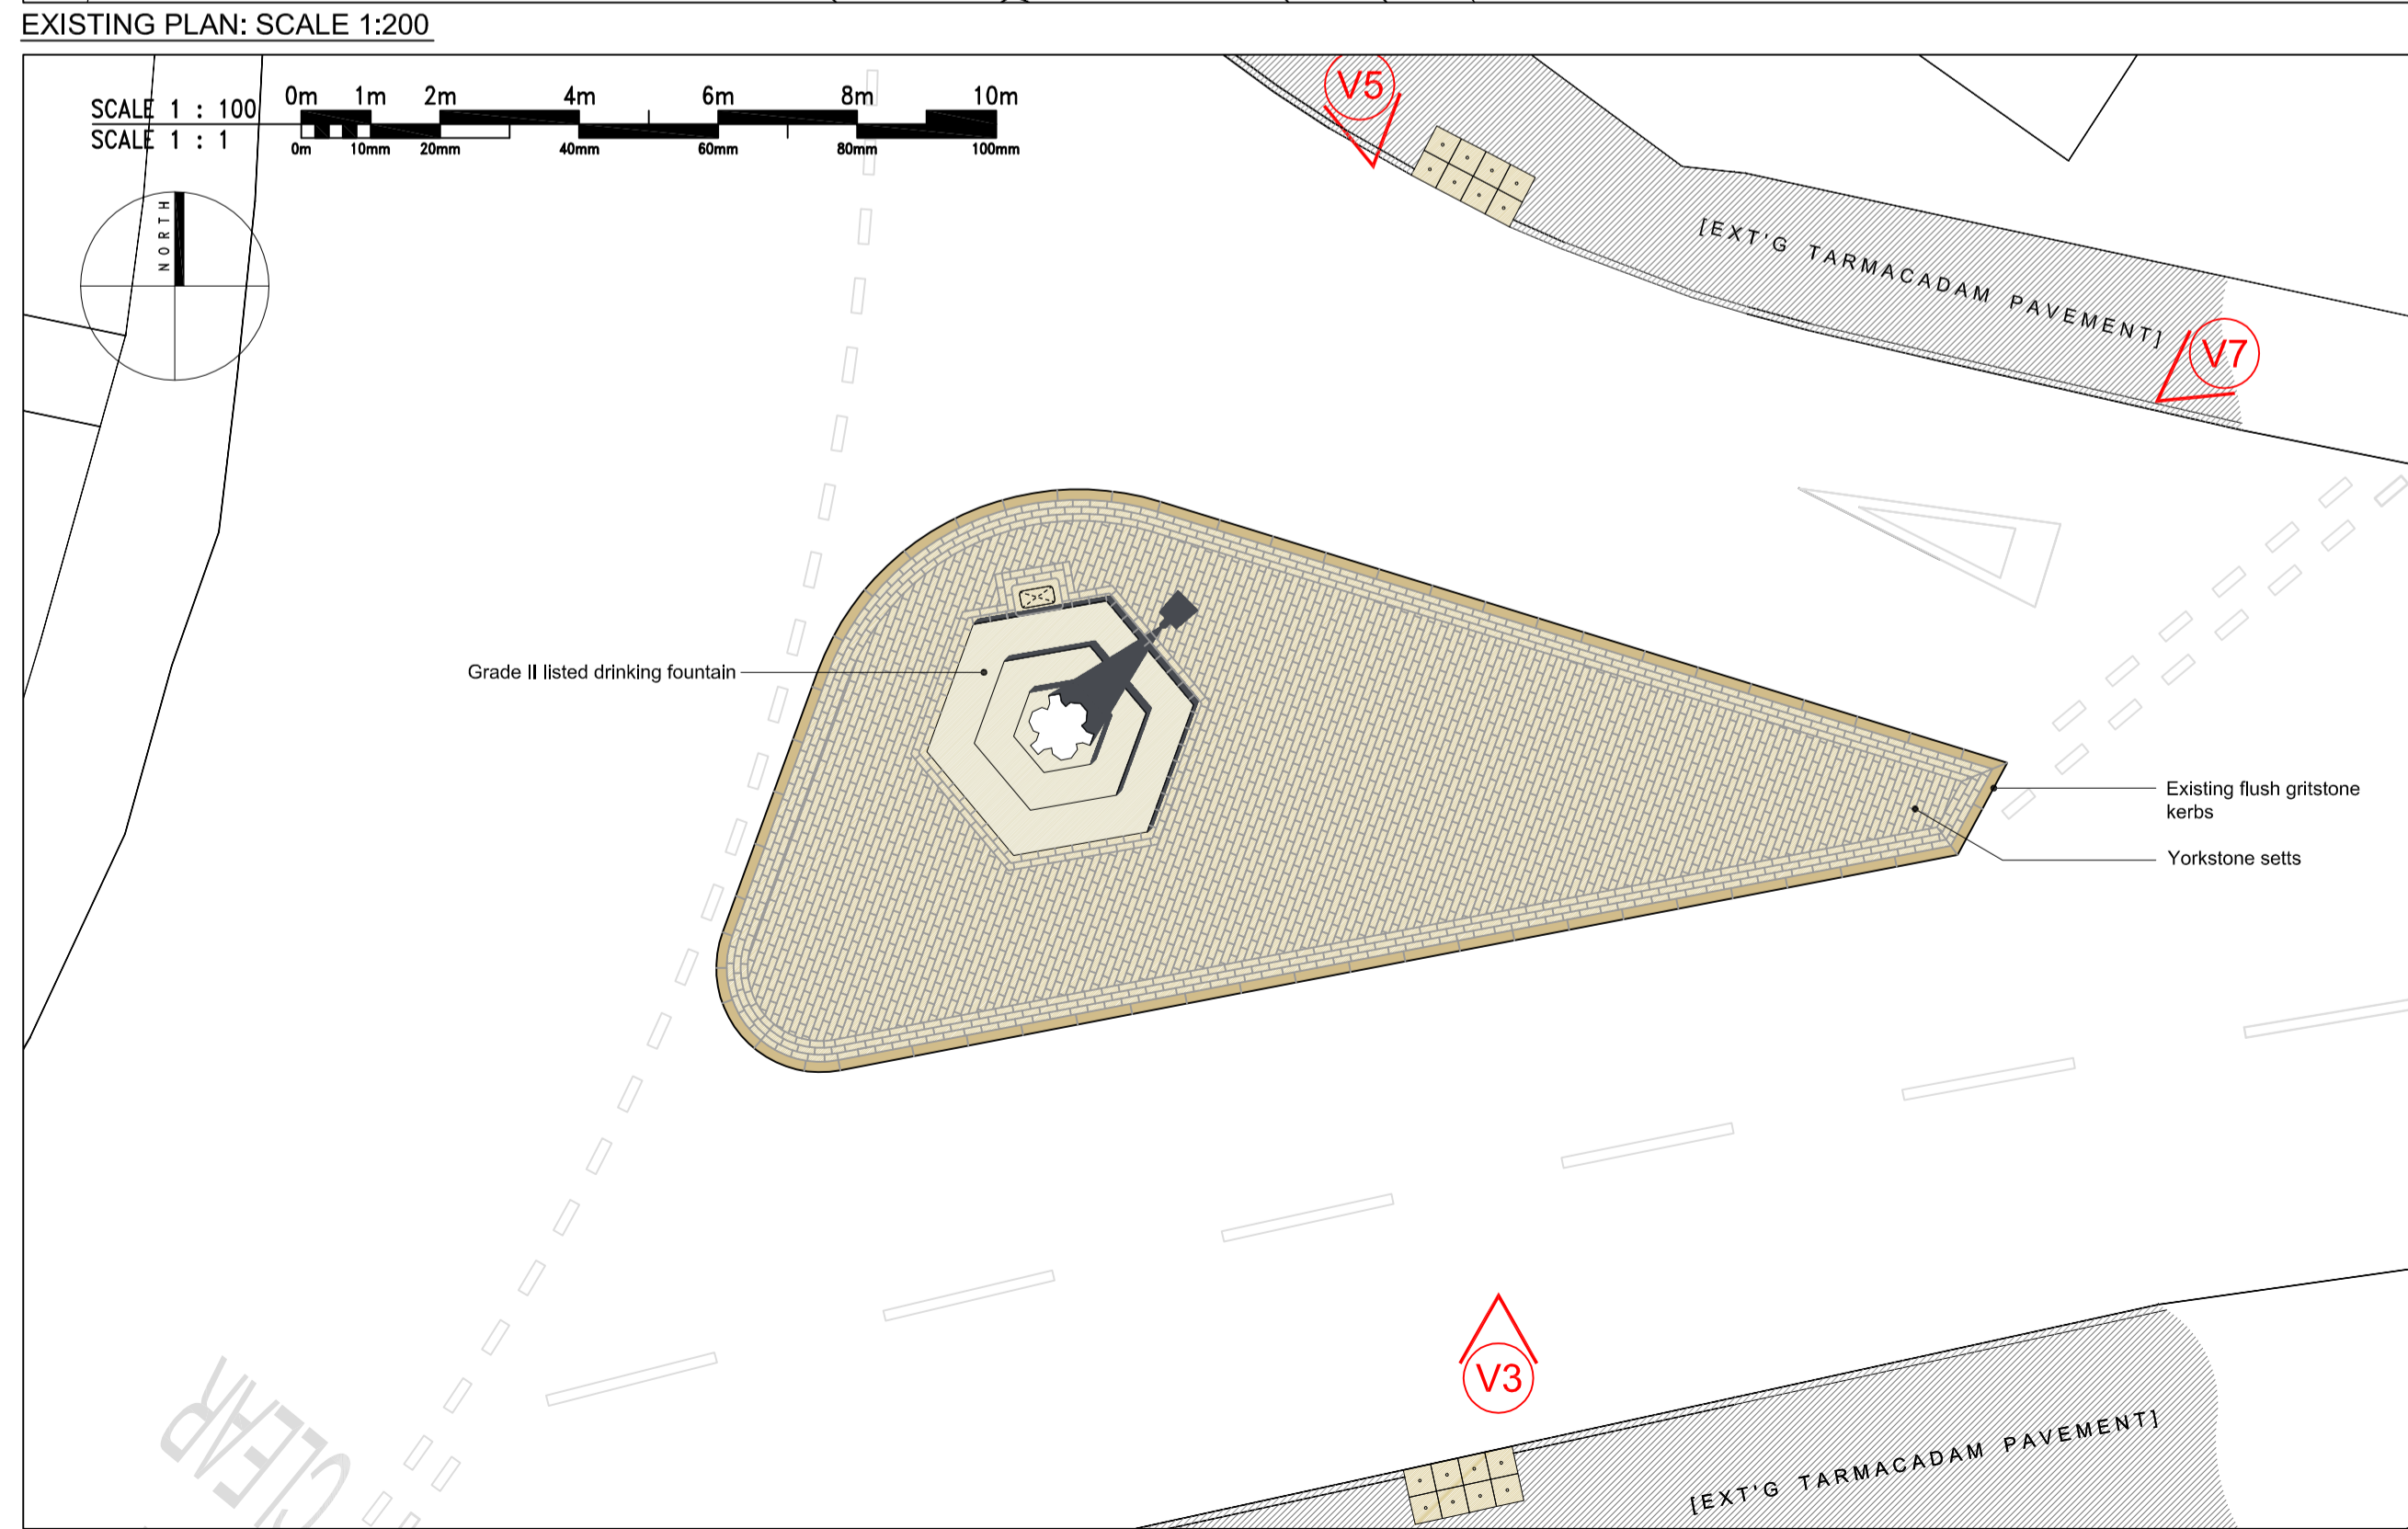 EXISTING PLAN: SCALE 1:200
SCALE 1 : 100
SCALE 1 : 1
0m 1m 2m 4m 6m 8m 10m
0m 10mm 20mm 40mm 60mm 80mm 100mm
NORTH
V5
[EXT'G TARMACADAM PAVEMENT]
V7
Grade II listed drinking fountain
Existing flush gritstone
kerbs
Yorkstone setts
V3
CLEAR
[EXT'G TARMACADAM PAVEMENT]